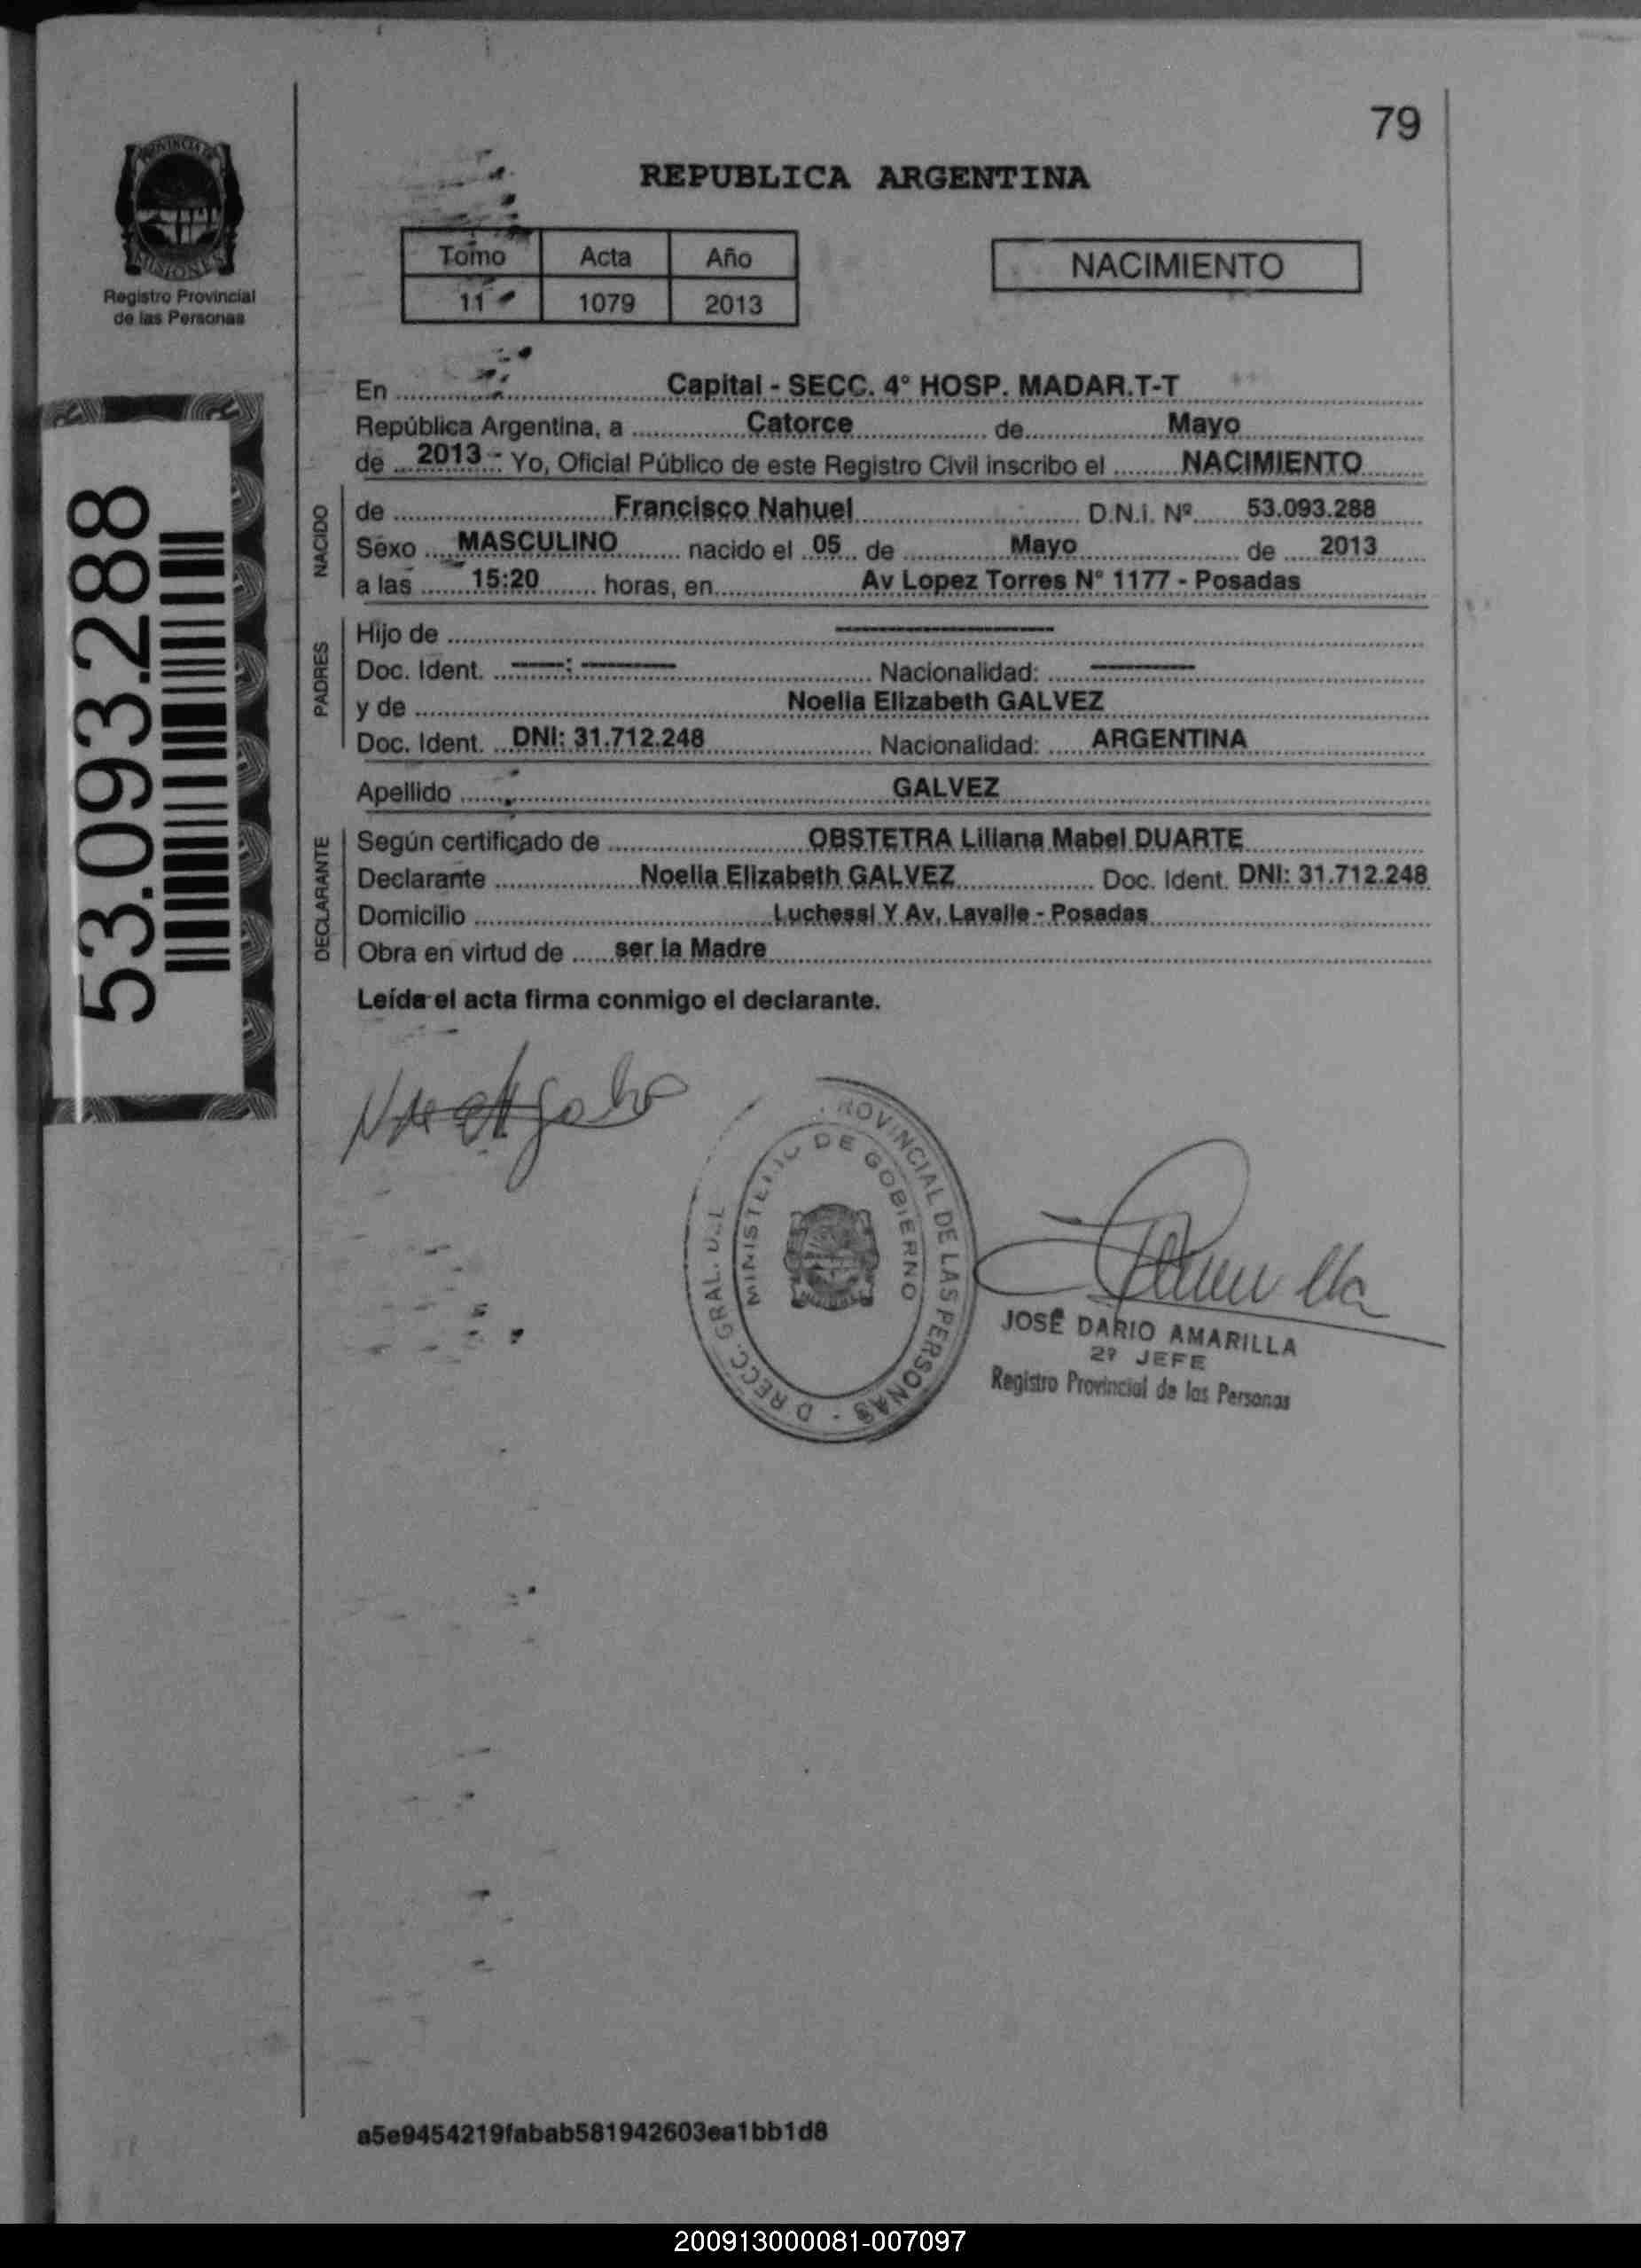 79
PROVINCIA DE
MISIONES
Registro Provincial
de las Personas
REPUBLICA ARGENTINA
Tomo Acta Año
11 1079 2013
NACIMIENTO
53.093.288
En Capital - SECC. 4° HOSP. MADAR.T-T
República Argentina, a Catorce de Mayo
de 2013 - Yo, Oficial Público de este Registro Civil inscribo el NACIMIENTO
NACIDO
de Francisco Nahuel D.N.I. Nº 53.093.288
Sexo MASCULINO nacido el 05 de Mayo de 2013
a las 15:20 horas, en Av Lopez Torres N° 1177 - Posadas
PADRES
Hijo de
Doc. Ident. : Nacionalidad:
y de Noelia Elizabeth GALVEZ
Doc. Ident. DNI: 31.712.248 Nacionalidad: ARGENTINA
Apellido GALVEZ
DECLARANTE
Según certificado de OBSTETRA Liliana Mabel DUARTE
Declarante Noelia Elizabeth GALVEZ Doc. Ident. DNI: 31.712.248
Domicilio Luchessi Y Av. Lavalle - Posadas
Obra en virtud de ser la Madre
Leída el acta firma conmigo el declarante.
MINISTERIO DE GOBIERNO
PROVINCIAL DE LAS PERSONAS
GRAL.
JOSÉ DARIO AMARILLA
2º JEFE
Registro Provincial de las Personas
a5e9454219fabab581942603ea1bb1d8
200913000081-007097